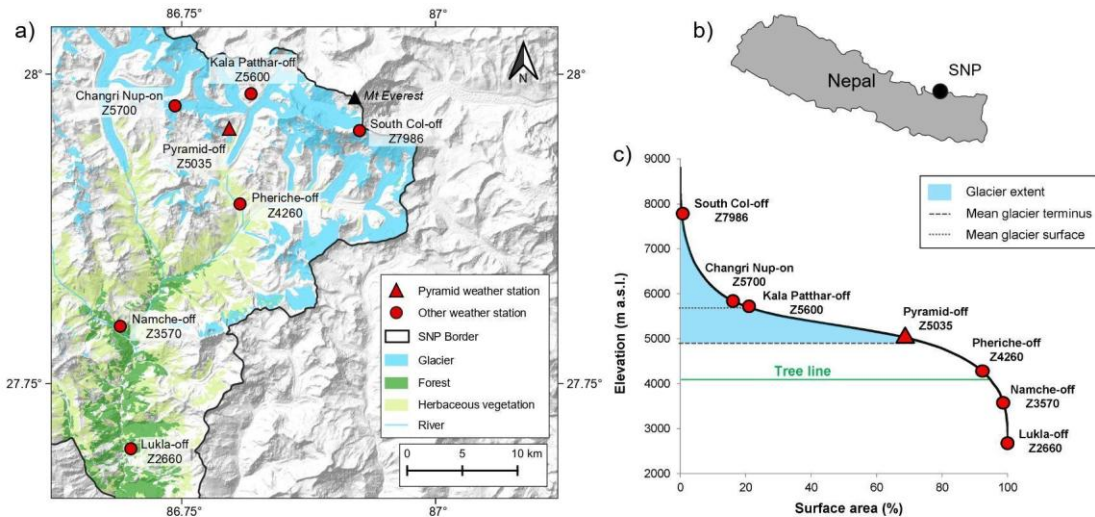 a)
86.75°
87°
28°
28°
27.75°
27.75°
86.75°
87°
Kala Patthar-off
Z5600
Changri Nup-on
Z5700
Mt Everest
N
South Col-off
Z7986
Pyramid-off
Z5035
Pheriche-off
Z4260
Namche-off
Z3570
Lukla-off
Z2660
Pyramid weather station
Other weather station
SNP Border
Glacier
Forest
Herbaceous vegetation
River
0 5 10 km
b)
Nepal
SNP
c)
Elevation (m a.s.l.)
9000
8000
7000
6000
5000
4000
3000
2000
0 20 40 60 80 100
Surface area (%)
Glacier extent
Mean glacier terminus
Mean glacier surface
South Col-off
Z7986
Changri Nup-on
Z5700
Kala Patthar-off
Z5600
Pyramid-off
Z5035
Pheriche-off
Z4260
Tree line
Namche-off
Z3570
Lukla-off
Z2660